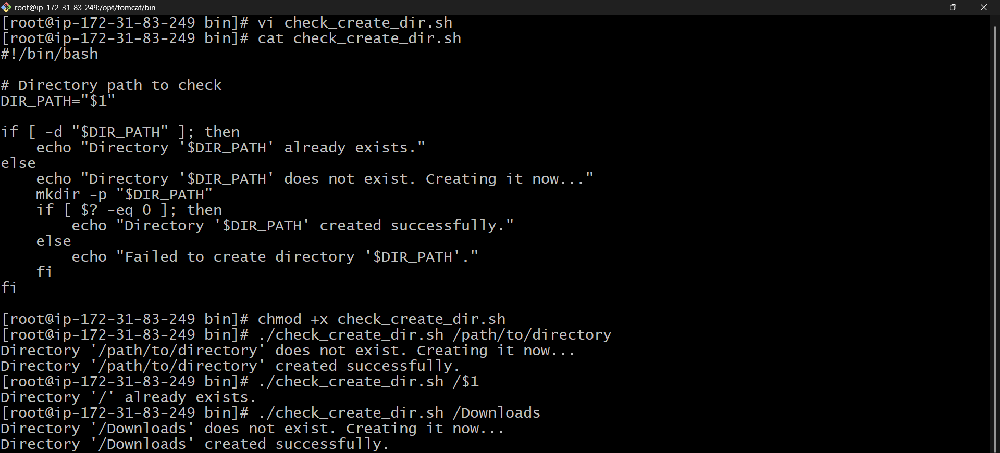 root@ip-172-31-83-249:/opt/tomcat/bin
[root@ip-172-31-83-249 bin]# vi check_create_dir.sh
[root@ip-172-31-83-249 bin]# cat check_create_dir.sh
#!/bin/bash

# Directory path to check
DIR_PATH="$1"

if [ -d "$DIR_PATH" ]; then
    echo "Directory '$DIR_PATH' already exists."
else
    echo "Directory '$DIR_PATH' does not exist. Creating it now..."
    mkdir -p "$DIR_PATH"
    if [ $? -eq 0 ]; then
        echo "Directory '$DIR_PATH' created successfully."
    else
        echo "Failed to create directory '$DIR_PATH'."
    fi
fi

[root@ip-172-31-83-249 bin]# chmod +x check_create_dir.sh
[root@ip-172-31-83-249 bin]# ./check_create_dir.sh /path/to/directory
Directory '/path/to/directory' does not exist. Creating it now...
Directory '/path/to/directory' created successfully.
[root@ip-172-31-83-249 bin]# ./check_create_dir.sh /$1
Directory '/' already exists.
[root@ip-172-31-83-249 bin]# ./check_create_dir.sh /Downloads
Directory '/Downloads' does not exist. Creating it now...
Directory '/Downloads' created successfully.